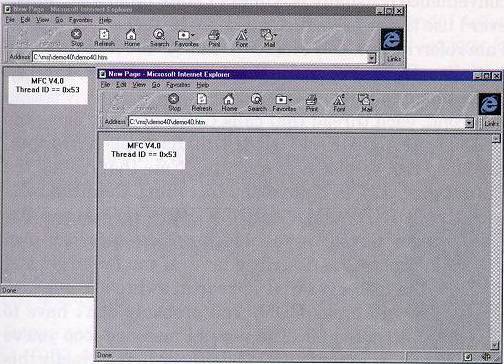 New Page - Microsoft Internet Explorer
File Edit View Go Favorites Help
Stop Refresh Home Search Favorites Print Font Mail
Address C:\msj\demo40\demo40.htm Links
MFC V4.0
Thread ID == 0x53
Done
New Page - Microsoft Internet Explorer
File Edit View Go Favorites Help
Stop Refresh Home Search Favorites Print Font Mail
Address C:\msj\demo40\demo40.htm Links
MFC V4.0
Thread ID == 0x53
Done
have to